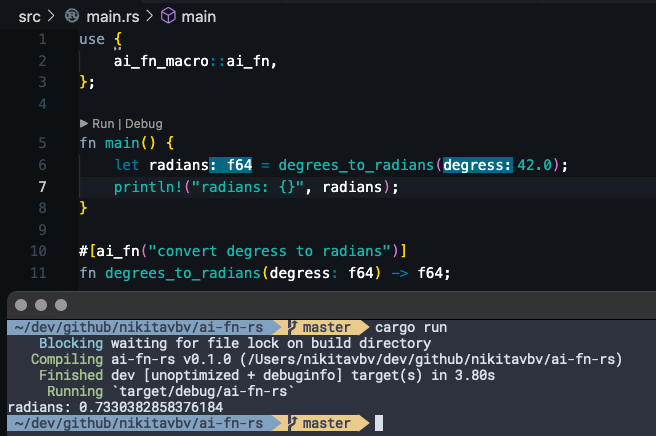 src > main.rs > main
1 use {
2 ai_fn_macro::ai_fn,
3 };
4
▶ Run | Debug
5 fn main() {
6 let radians: f64 = degrees_to_radians(degress: 42.0);
7 println!("radians: {}", radians);
8 }
9
10 #[ai_fn("convert degress to radians")]
11 fn degrees_to_radians(degress: f64) -> f64;
~/dev/github/nikitavbv/ai-fn-rs master cargo run
Blocking waiting for file lock on build directory
Compiling ai-fn-rs v0.1.0 (/Users/nikitavbv/dev/github/nikitavbv/ai-fn-rs)
Finished dev [unoptimized + debuginfo] target(s) in 3.80s
Running `target/debug/ai-fn-rs`
radians: 0.7330382858376184
~/dev/github/nikitavbv/ai-fn-rs master